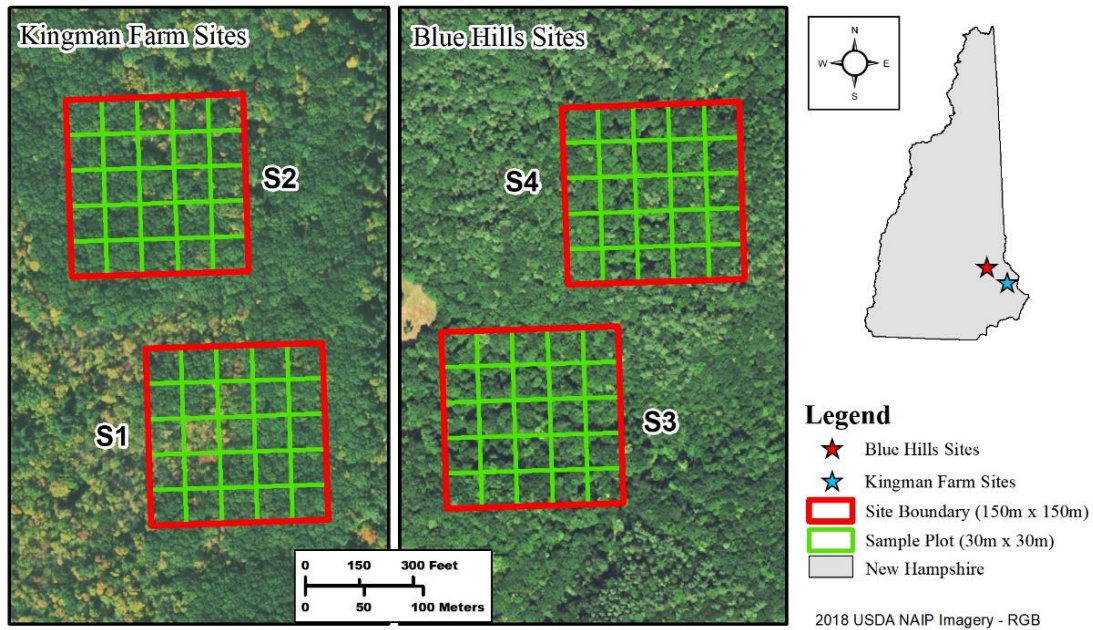 Kingman Farm Sites
S2
S1
Blue Hills Sites
S4
S3
0 150 300 Feet
0 50 100 Meters
N
W E
S
Legend
Blue Hills Sites
Kingman Farm Sites
Site Boundary (150m x 150m)
Sample Plot (30m x 30m)
New Hampshire
2018 USDA NAIP Imagery - RGB